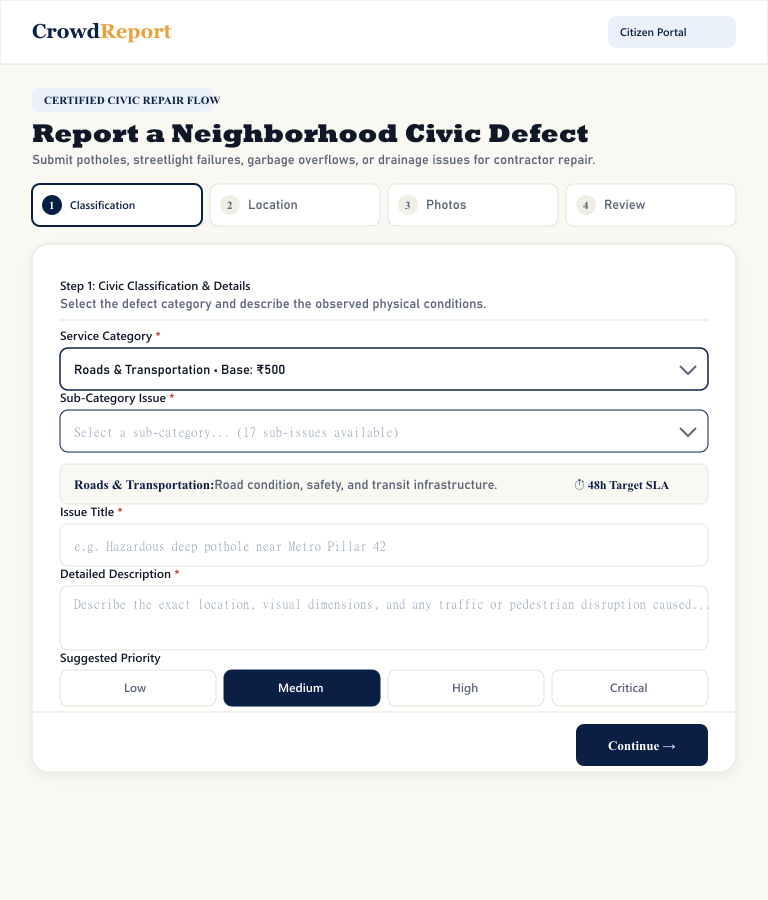 CrowdReport
Citizen Portal
CERTIFIED CIVIC REPAIR FLOW
Report a Neighborhood Civic Defect
Submit potholes, streetlight failures, garbage overflows, or drainage issues for contractor repair.
1 Classification
2 Location
3 Photos
4 Review
Step 1: Civic Classification & Details
Select the defect category and describe the observed physical conditions.
Service Category *
Roads & Transportation • Base: ₹500
Sub-Category Issue *
Select a sub-category... (17 sub-issues available)
Roads & Transportation:Road condition, safety, and transit infrastructure.
⏱ 48h Target SLA
Issue Title *
e.g. Hazardous deep pothole near Metro Pillar 42
Detailed Description *
Describe the exact location, visual dimensions, and any traffic or pedestrian disruption caused...
Suggested Priority
Low
Medium
High
Critical
Continue →